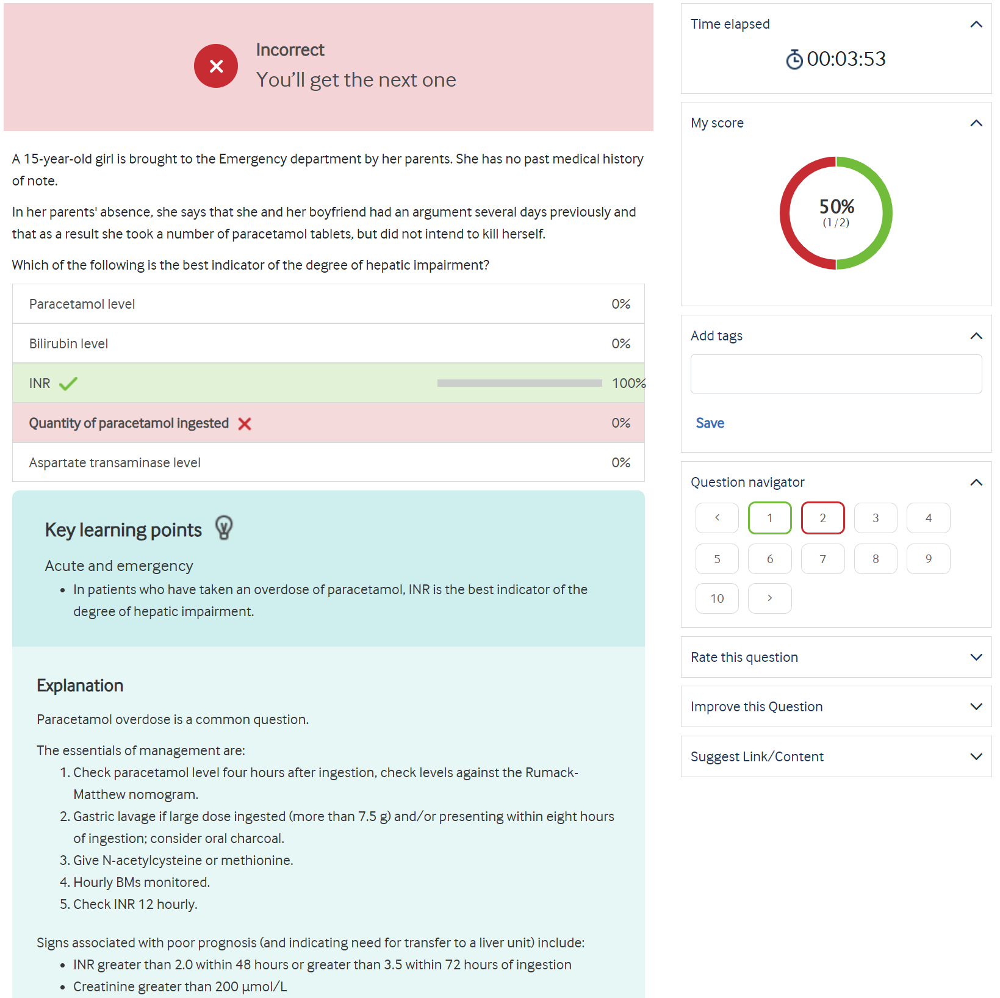 Incorrect
You’ll get the next one
A 15-year-old girl is brought to the Emergency department by her parents. She has no past medical history
of note.
In her parents' absence, she says that she and her boyfriend had an argument several days previously and
that as a result she took a number of paracetamol tablets, but did not intend to kill herself.
Which of the following is the best indicator of the degree of hepatic impairment?
Paracetamol level 0%
Bilirubin level 0%
INR 100%
Quantity of paracetamol ingested 0%
Aspartate transaminase level 0%
Key learning points
Acute and emergency
• In patients who have taken an overdose of paracetamol, INR is the best indicator of the
degree of hepatic impairment.
Explanation
Paracetamol overdose is a common question.
The essentials of management are:
1. Check paracetamol level four hours after ingestion, check levels against the Rumack-
Matthew nomogram.
2. Gastric lavage if large dose ingested (more than 7.5 g) and/or presenting within eight hours
of ingestion; consider oral charcoal.
3. Give N-acetylcysteine or methionine.
4. Hourly BMs monitored.
5. Check INR 12 hourly.
Signs associated with poor prognosis (and indicating need for transfer to a liver unit) include:
• INR greater than 2.0 within 48 hours or greater than 3.5 within 72 hours of ingestion
• Creatinine greater than 200 µmol/L
Time elapsed
00:03:53
My score
50%
(1/2)
Add tags
Save
Question navigator
< 1 2 3 4
5 6 7 8 9
10 >
Rate this question
Improve this Question
Suggest Link/Content